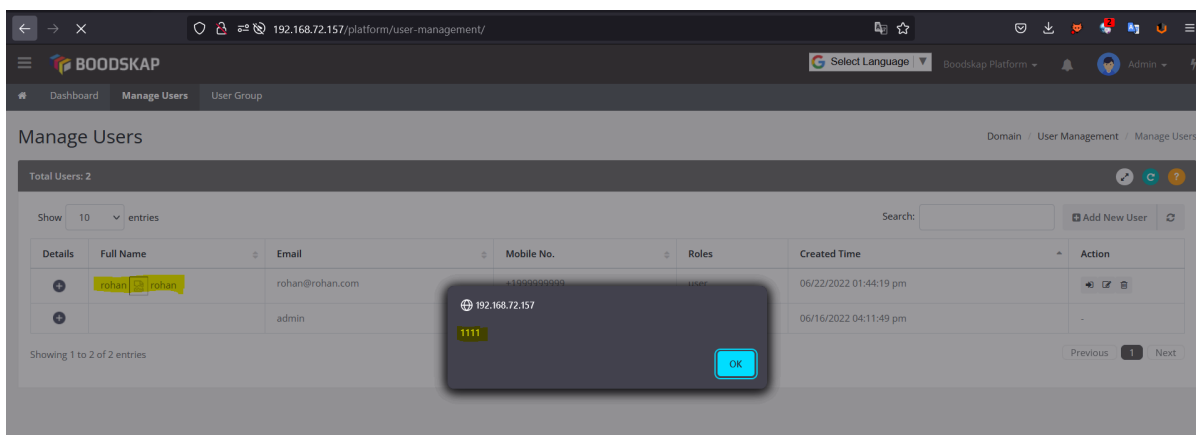 192.168.72.157/platform/user-management/
2
BOODSKAP
G Select Language ▼
Boodskap Platform
Admin
Dashboard
Manage Users
User Group
Manage Users
Domain / User Management / Manage Users
Total Users: 2
?
Show 10 entries
Search:
Add New User
Details
Full Name
Email
Mobile No.
Roles
Created Time
Action
rohan rohan
rohan@rohan.com
+1999999999
user
06/22/2022 01:44:19 pm
admin
06/16/2022 04:11:49 pm
-
192.168.72.157
1111
OK
Showing 1 to 2 of 2 entries
Previous 1 Next